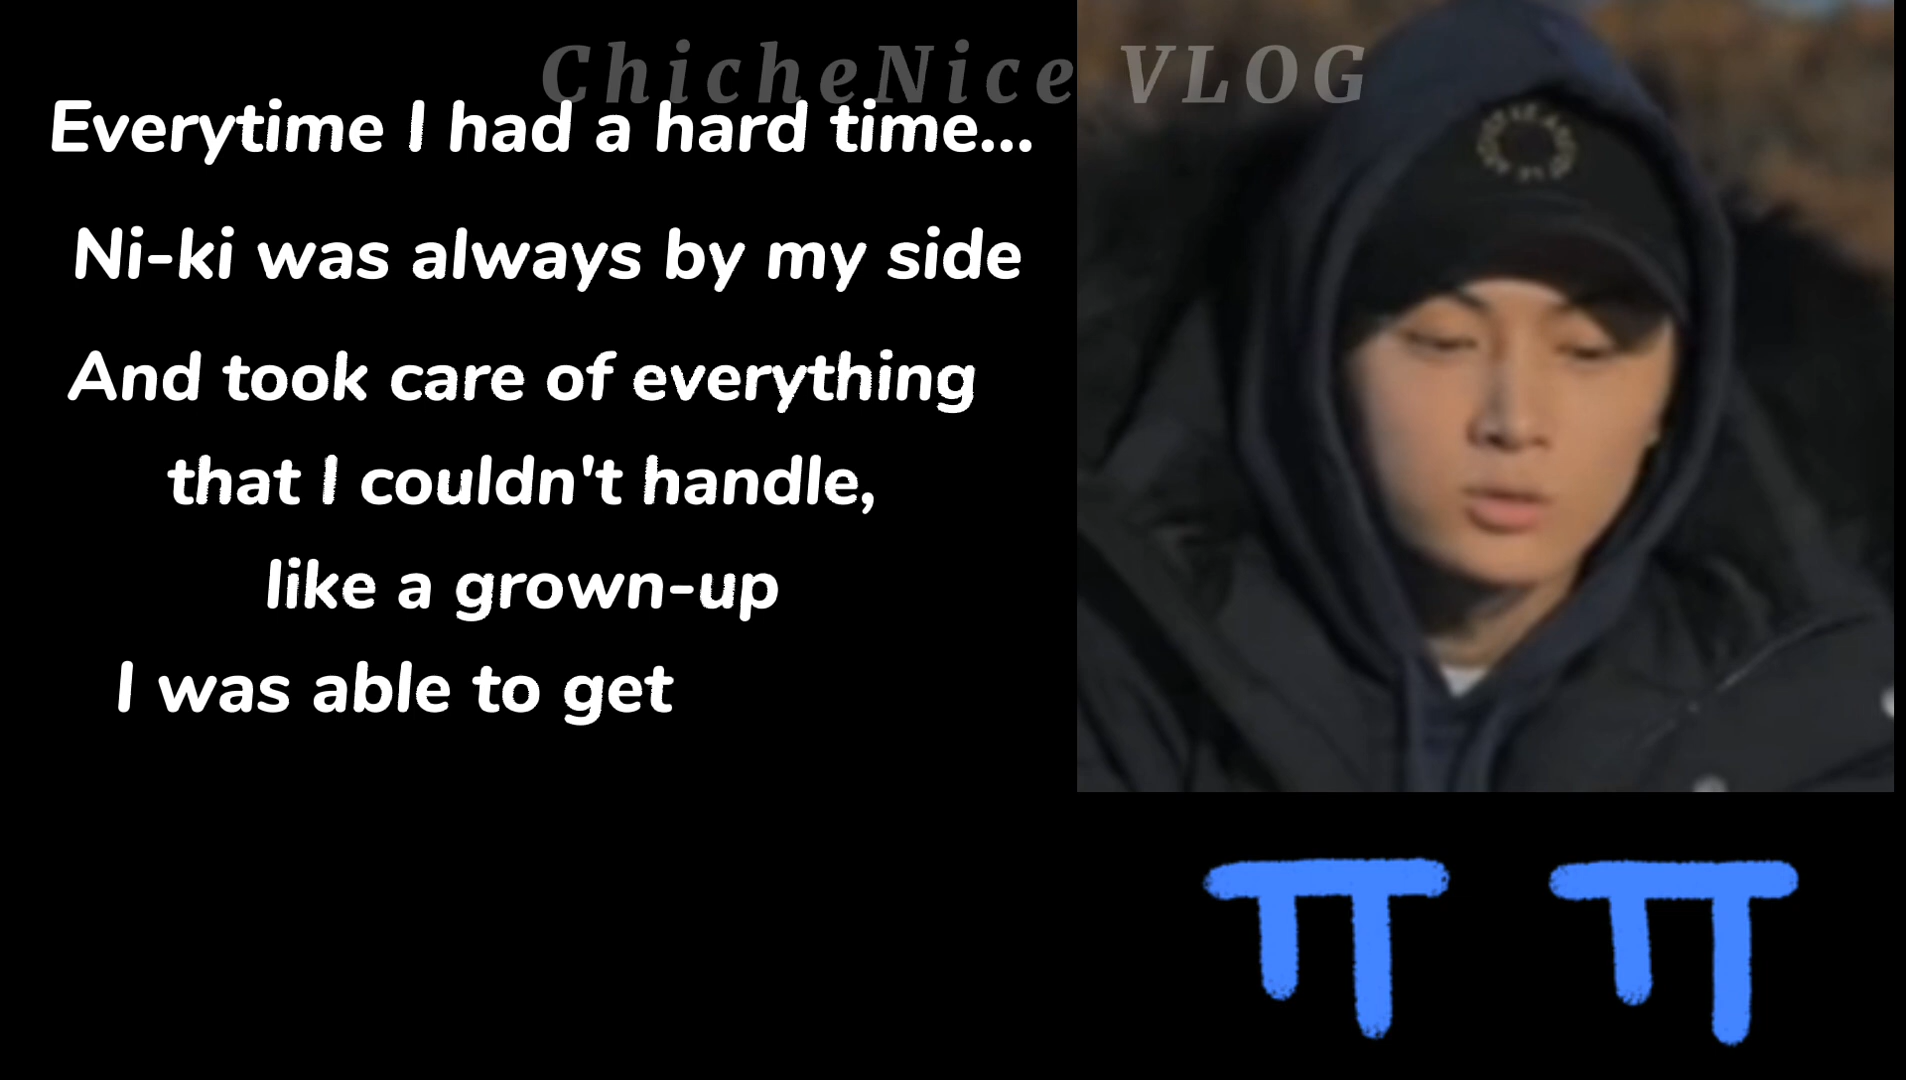 ChicheNice VLOG
Everytime I had a hard time...
Ni-ki was always by my side
And took care of everything
that I couldn't handle,
like a grown-up
I was able to get
ㅠ ㅠ